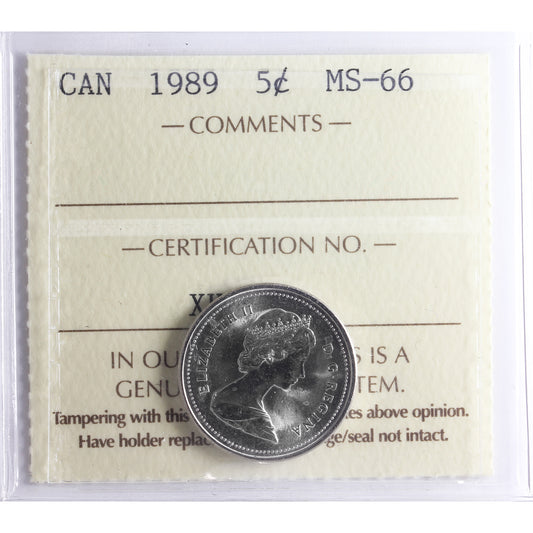 CAN 1989 5¢ MS-66
— COMMENTS —
— CERTIFICATION NO. —
IN OU IS A
GENU TEM.
Tampering with this es above opinion.
Have holder replac ge/seal not intact.
ELIZABETH II D·G·REGINA